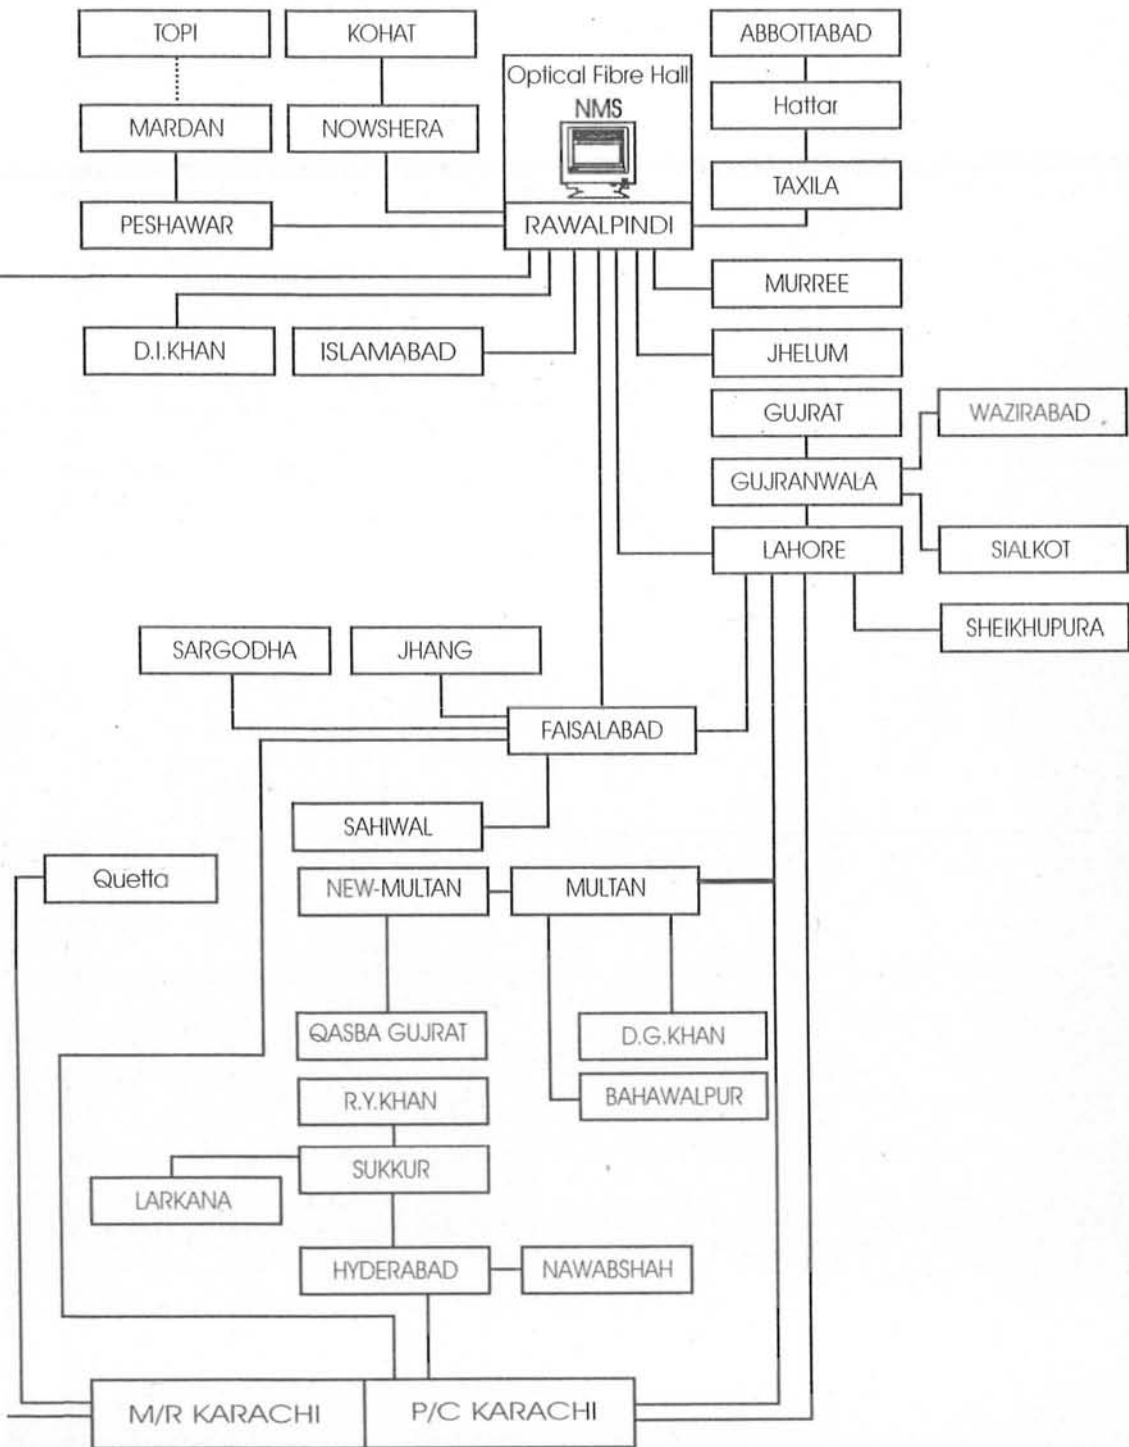 TOPI
KOHAT
ABBOTTABAD
Optical Fibre Hall
NMS
Hattar
MARDAN
NOWSHERA
TAXILA
PESHAWAR
RAWALPINDI
MURREE
D.I.KHAN
ISLAMABAD
JHELUM
GUJRAT
WAZIRABAD
GUJRANWALA
LAHORE
SIALKOT
SHEIKHUPURA
SARGODHA
JHANG
FAISALABAD
SAHIWAL
Quetta
NEW-MULTAN
MULTAN
QASBA GUJRAT
D.G.KHAN
R.Y.KHAN
BAHAWALPUR
SUKKUR
LARKANA
HYDERABAD
NAWABSHAH
M/R KARACHI
P/C KARACHI